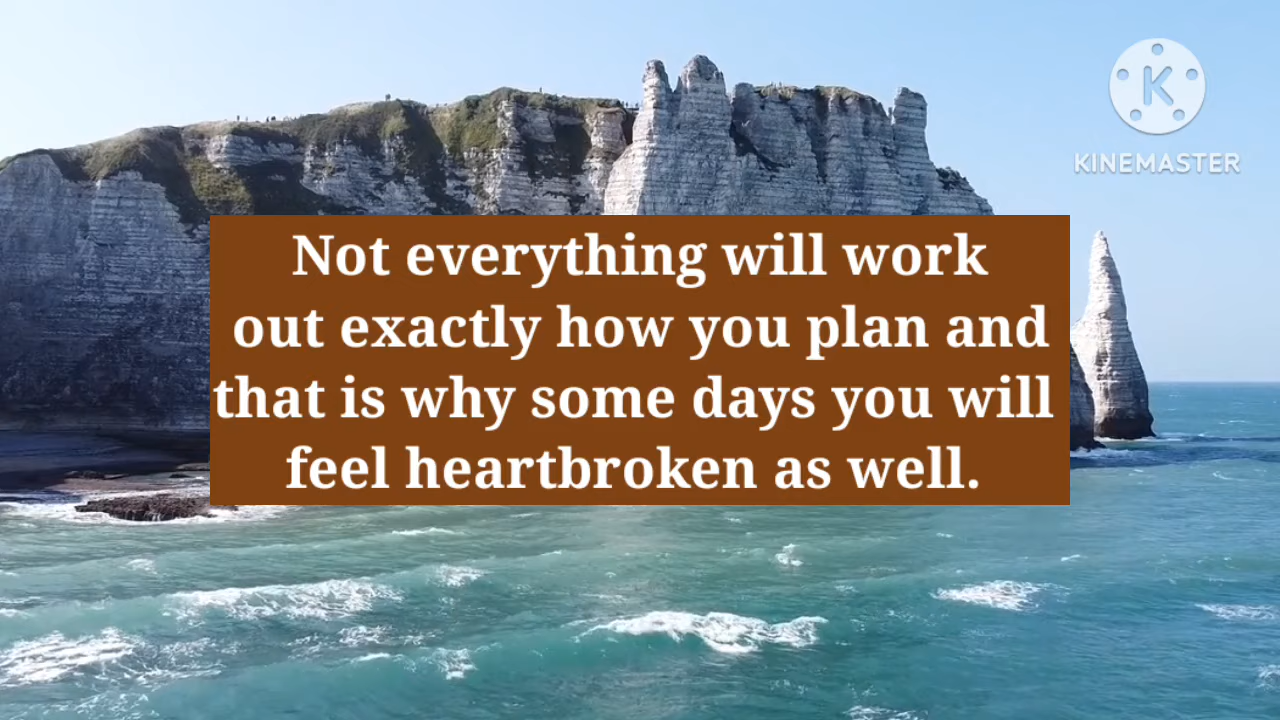 KINEMASTER
Not everything will work
out exactly how you plan and
that is why some days you will
feel heartbroken as well.